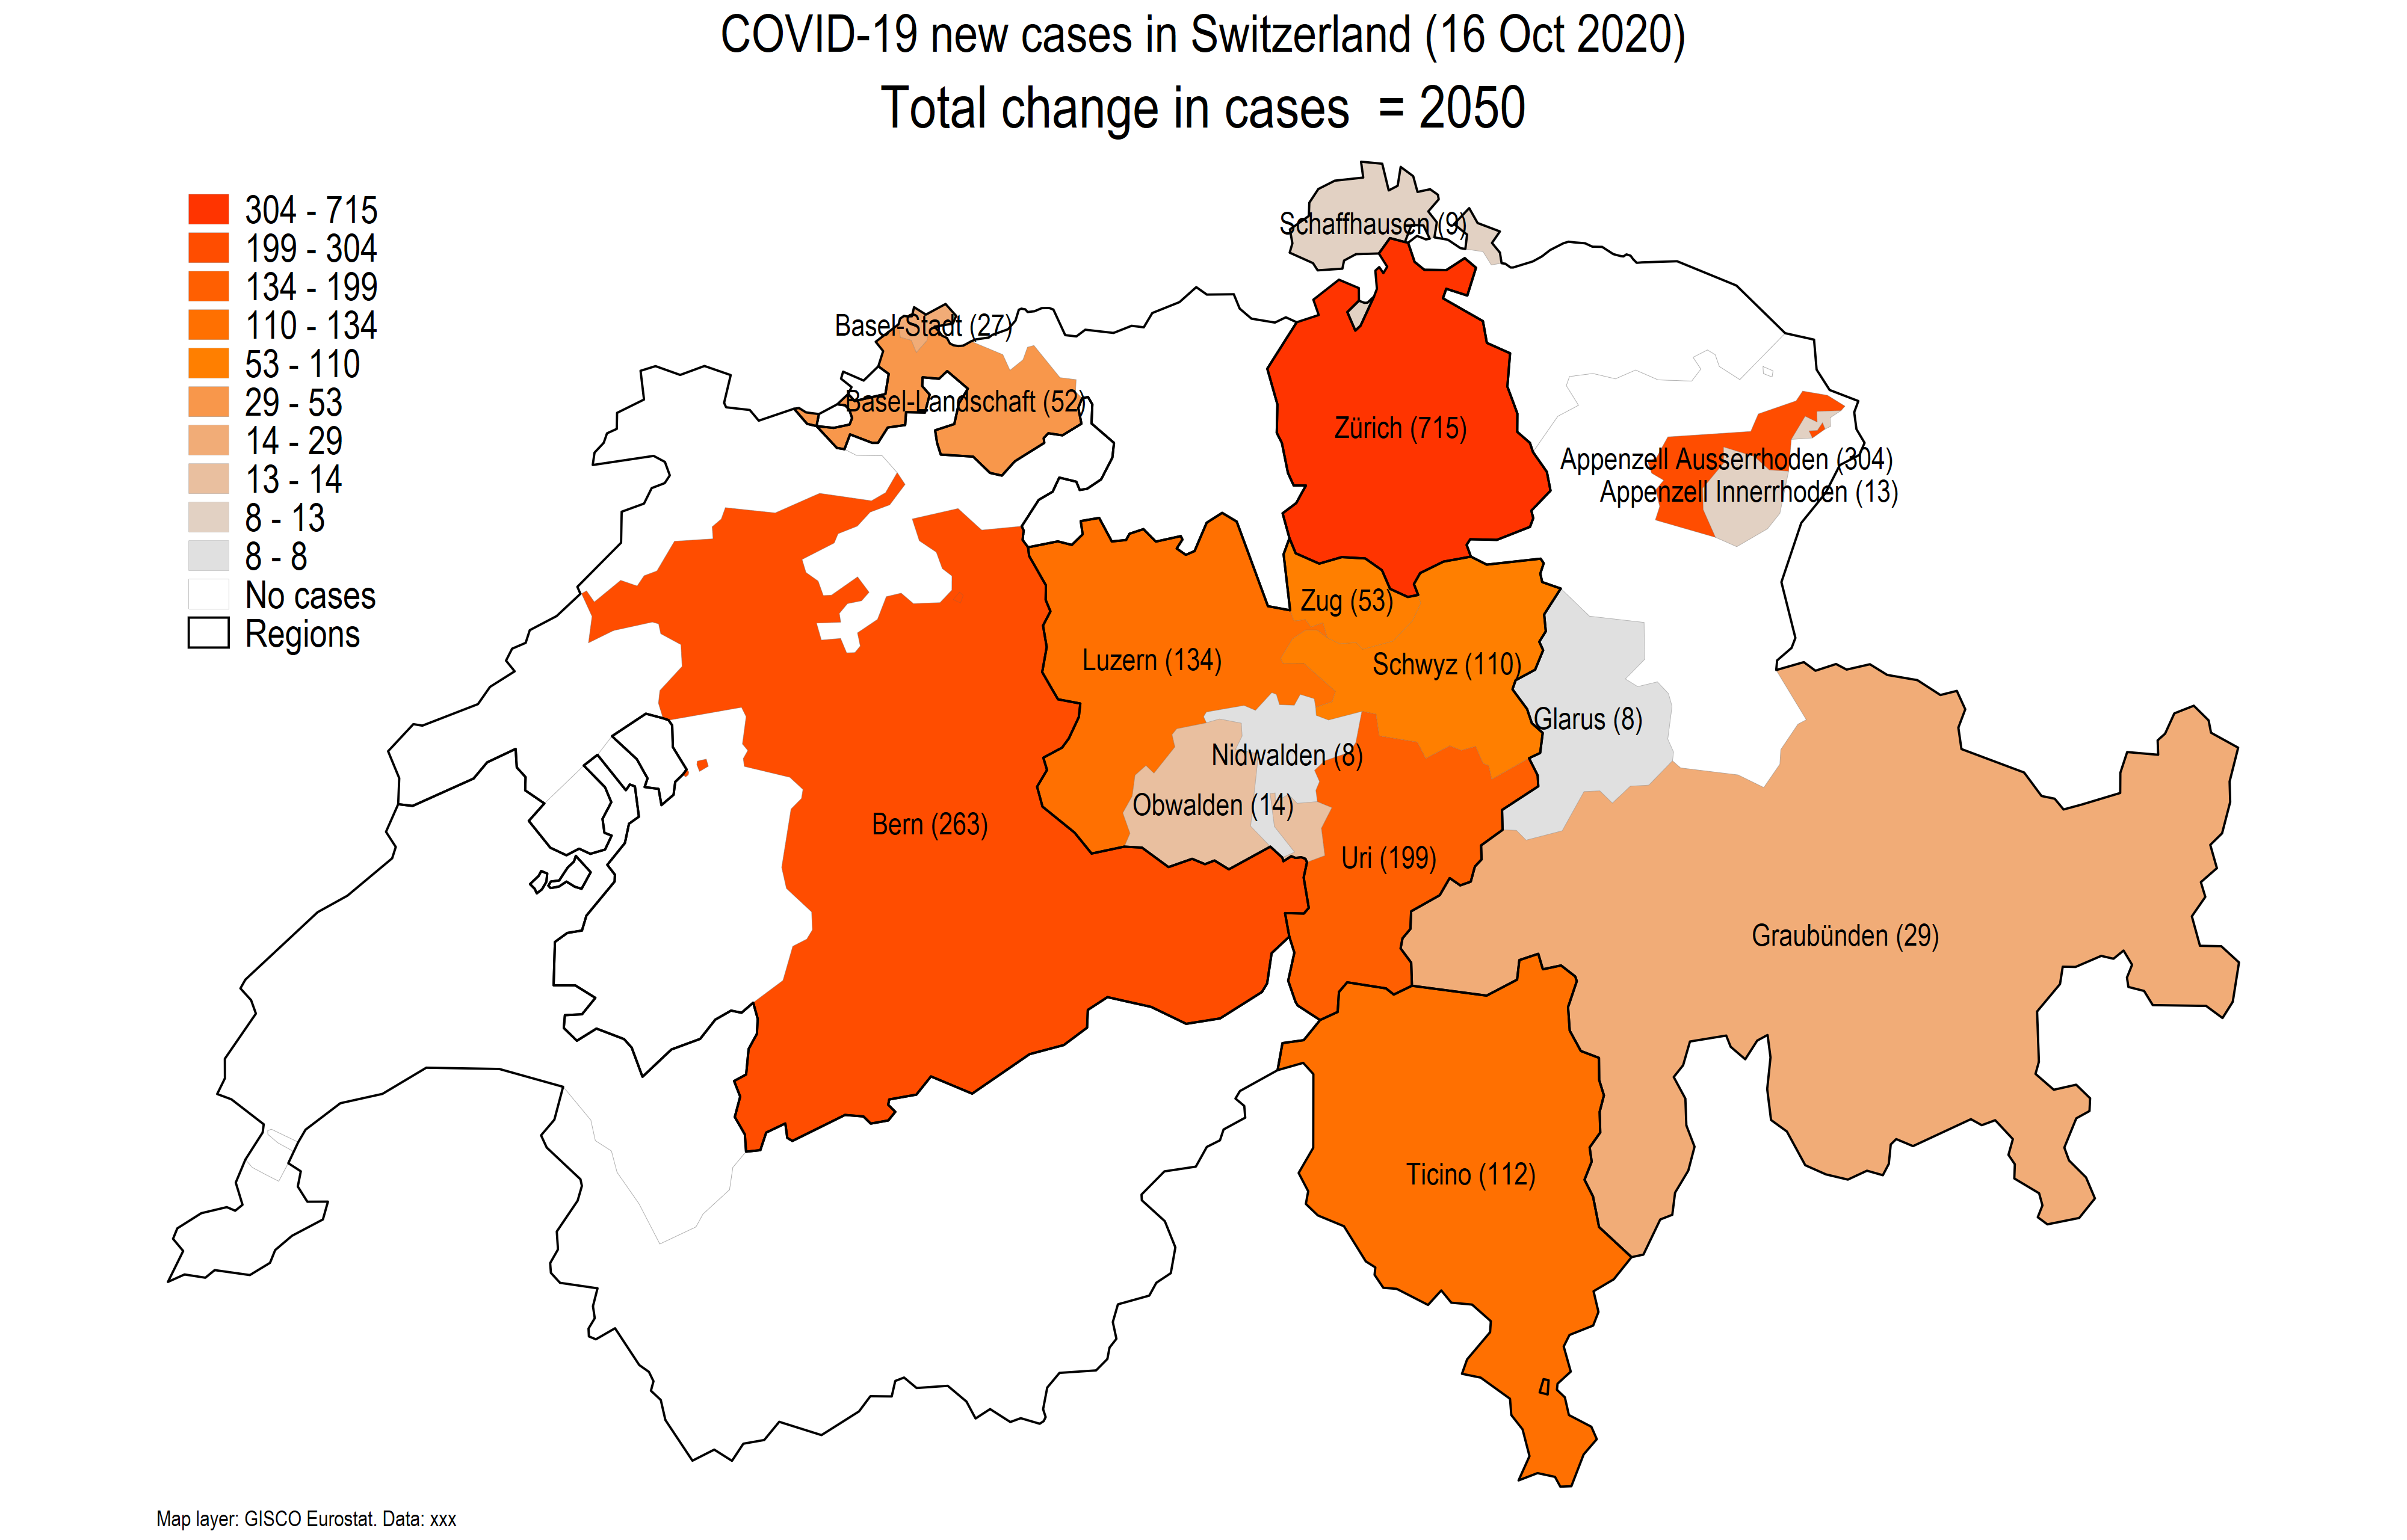 COVID-19 new cases in Switzerland (16 Oct 2020)
Total change in cases = 2050
304 - 715
199 - 304
134 - 199
110 - 134
53 - 110
29 - 53
14 - 29
13 - 14
8 - 13
8 - 8
No cases
Regions
Schaffhausen (9)
Basel-Stadt (27)
Basel-Landschaft (52)
Zürich (715)
Appenzell Ausserrhoden (304)
Appenzell Innerrhoden (13)
Zug (53)
Luzern (134)
Schwyz (110)
Glarus (8)
Nidwalden (8)
Obwalden (14)
Bern (263)
Uri (199)
Graubünden (29)
Ticino (112)
Map layer: GISCO Eurostat. Data: xxx